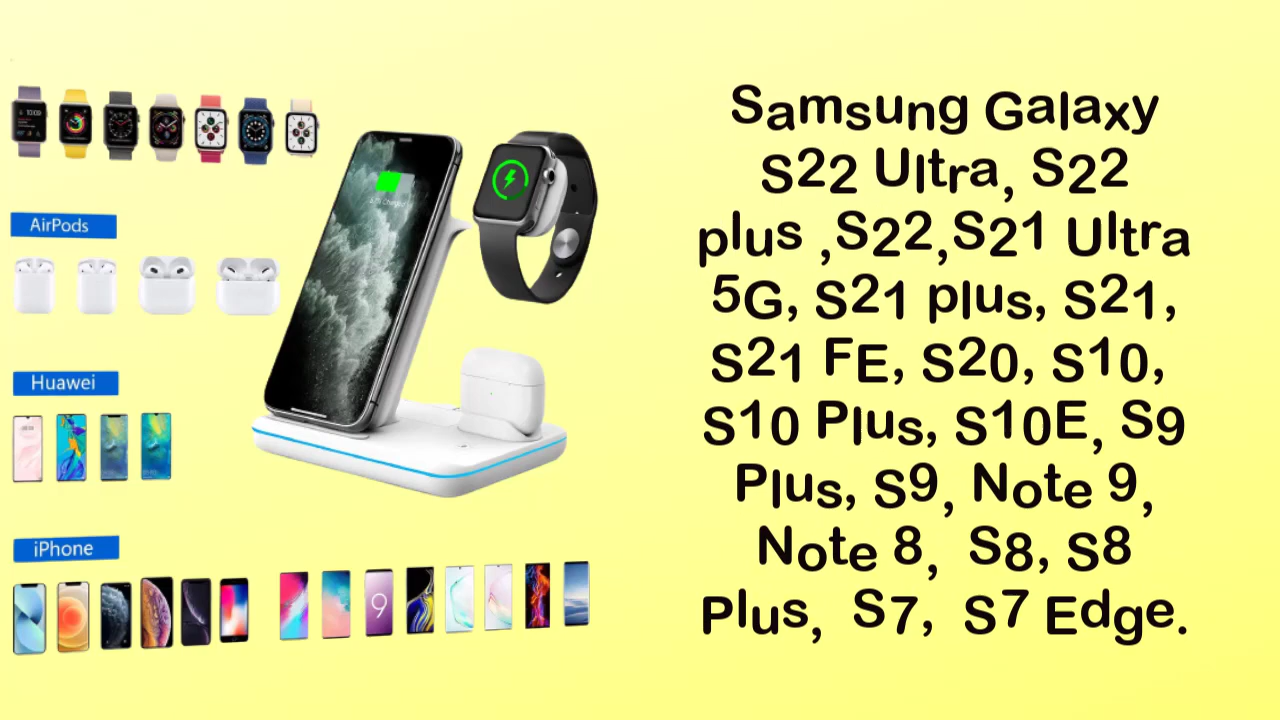 AirPods
Huawei
iPhone
9
Samsung Galaxy
S22 Ultra, S22
plus ,S22,S21 Ultra
5G, S21 plus, S21,
S21 FE, S20, S10,
S10 Plus, S10E, S9
Plus, S9, Note 9,
Note 8, S8, S8
Plus, S7, S7 Edge.